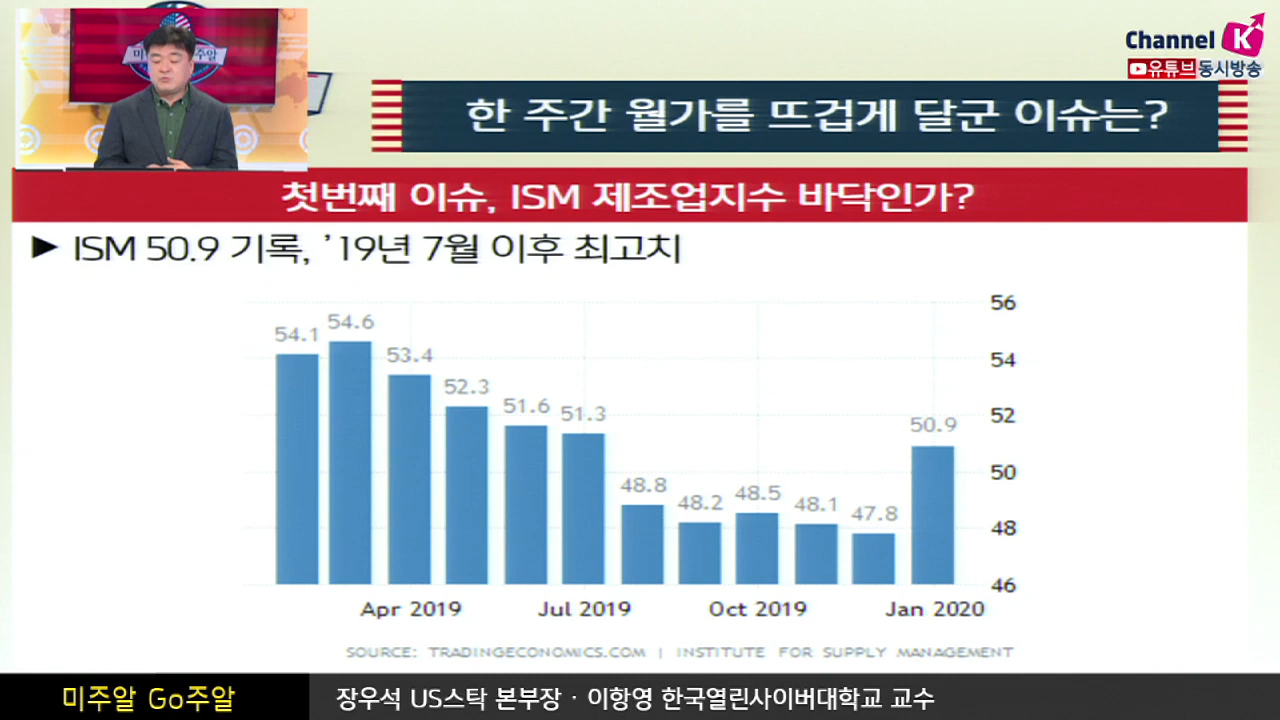 Channel K
유튜브동시방송
한 주간 월가를 뜨겁게 달군 이슈는?
첫번째 이슈, ISM 제조업지수 바닥인가?
▶ ISM 50.9 기록, ’19년 7월 이후 최고치
54.1
54.6
53.4
52.3
51.6
51.3
48.8
48.2
48.5
48.1
47.8
50.9
56
54
52
50
48
46
Apr 2019
Jul 2019
Oct 2019
Jan 2020
SOURCE: TRADINGECONOMICS.COM | INSTITUTE FOR SUPPLY MANAGEMENT
미주알 Go주알
장우석 US스탁 본부장 · 이항영 한국열린사이버대학교 교수